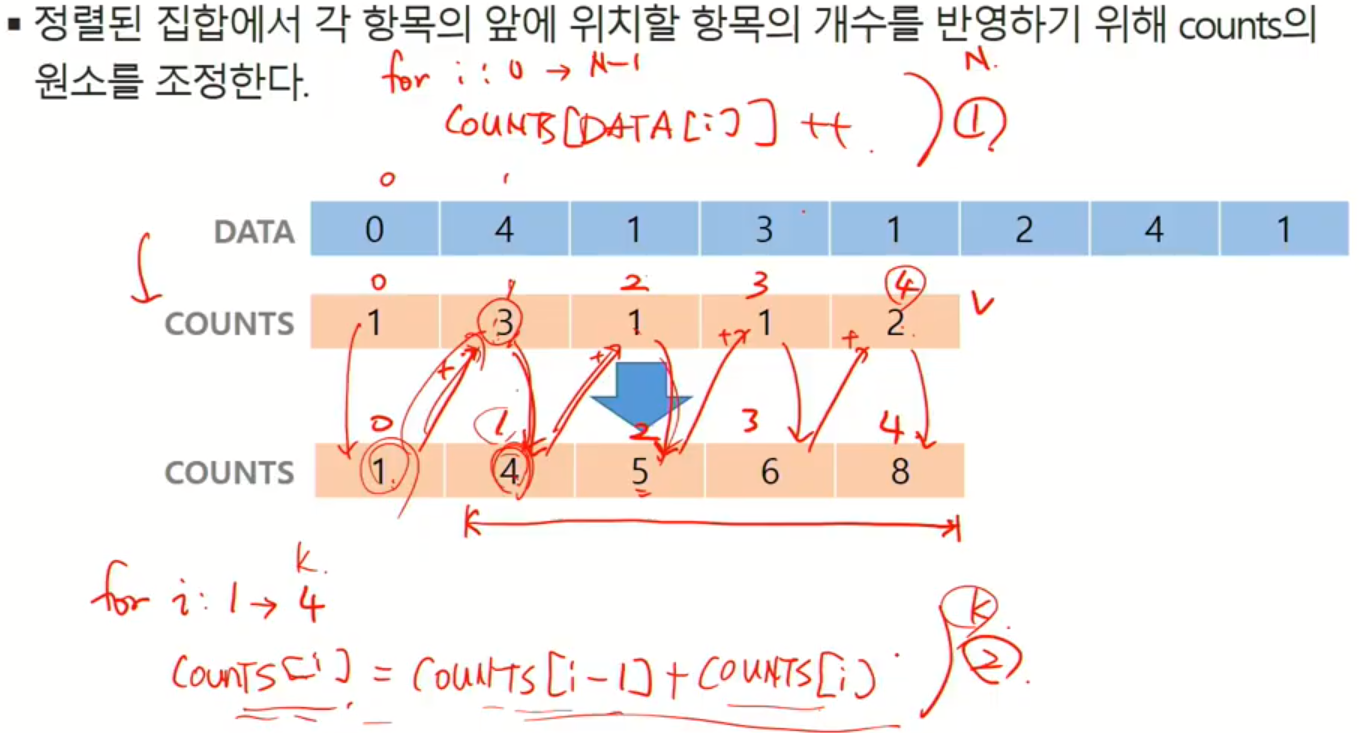 ▪ 정렬된 집합에서 각 항목의 앞에 위치할 항목의 개수를 반영하기 위해 counts의
원소를 조정한다.
for i : 0 → N-1
N.
COUNTS[DATA[i]] ++.
①
0 1
DATA 0 4 1 3 1 2 4 1
0 1 2 3 4
COUNTS 1 3 1 1 2
+ + + +
0 1 2 3 4
COUNTS 1 4 5 6 8
K.
for i : 1 → 4
K
COUNTS[i] = COUNTS[i-1] + COUNTS[i]
②